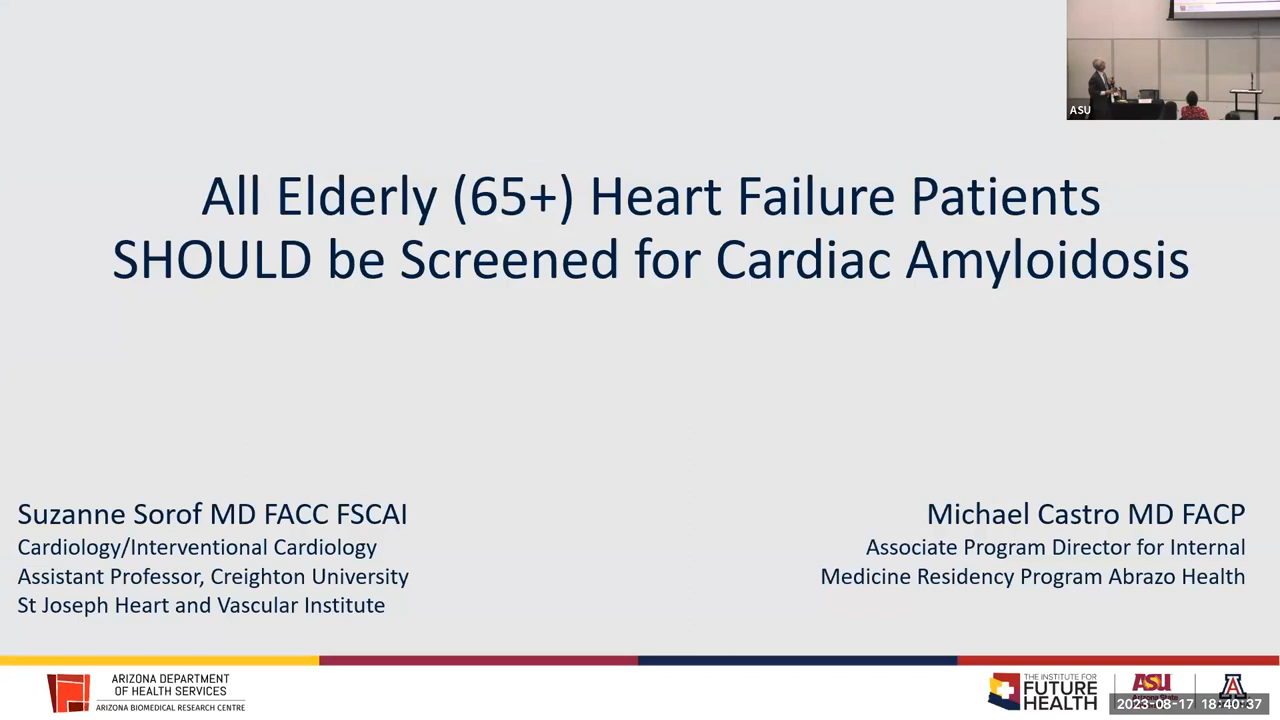 ASU
All Elderly (65+) Heart Failure Patients
SHOULD be Screened for Cardiac Amyloidosis
Suzanne Sorof MD FACC FSCAI
Cardiology/Interventional Cardiology
Assistant Professor, Creighton University
St Joseph Heart and Vascular Institute
Michael Castro MD FACP
Associate Program Director for Internal
Medicine Residency Program Abrazo Health
ARIZONA DEPARTMENT
OF HEALTH SERVICES
ARIZONA BIOMEDICAL RESEARCH CENTRE
THE INSTITUTE FOR
FUTURE
HEALTH
ASU
Arizona State
A
2023-08-17 18:40:37